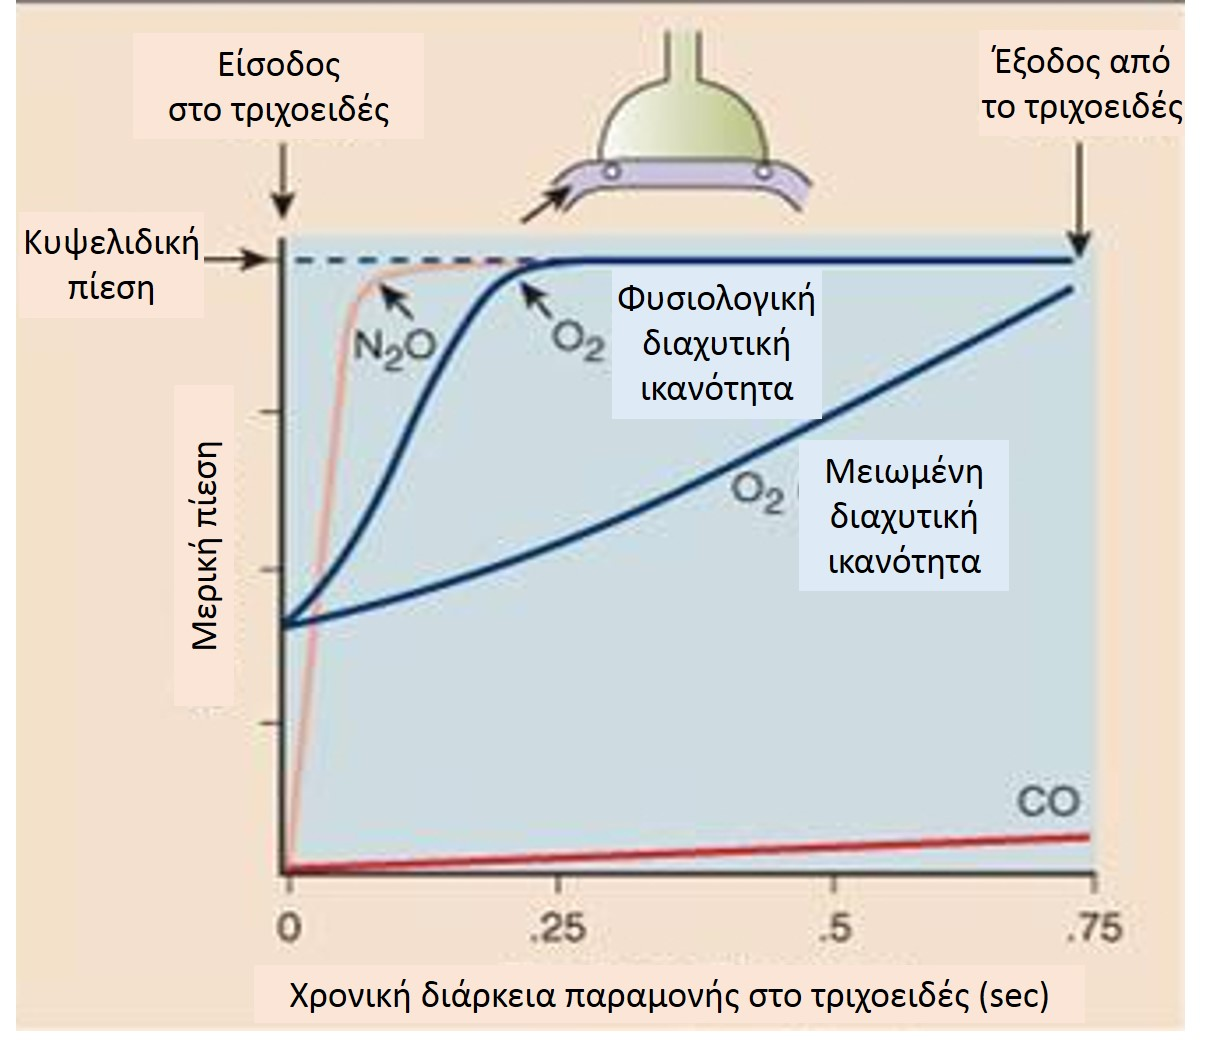 Είσοδος
στο τριχοειδές
Έξοδος από
το τριχοειδές
Κυψελιδική
πίεση
N₂O
O₂
Φυσιολογική
διαχυτική
ικανότητα
O₂ (
Μειωμένη
διαχυτική
ικανότητα
Μερική πίεση
CO
0 .25 .5 .75
Χρονική διάρκεια παραμονής στο τριχοειδές (sec)